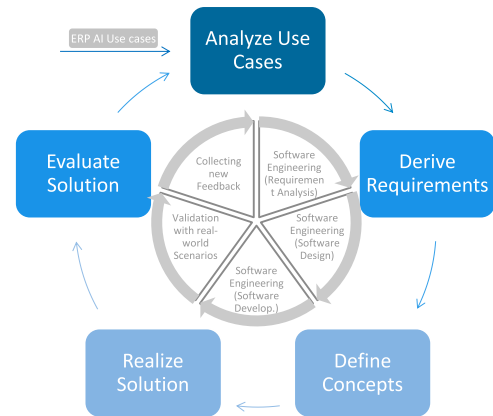 ERP AI Use cases
Analyze Use
Cases
Evaluate
Solution
Derive
Requirements
Collecting
new
Feedback
Software
Engineering
(Requiremen
t Analysis)
Validation
with real-
world
Scenarios
Software
Engineering
(Software
Design)
Software
Engineering
(Software
Develop.)
Realize
Solution
Define
Concepts